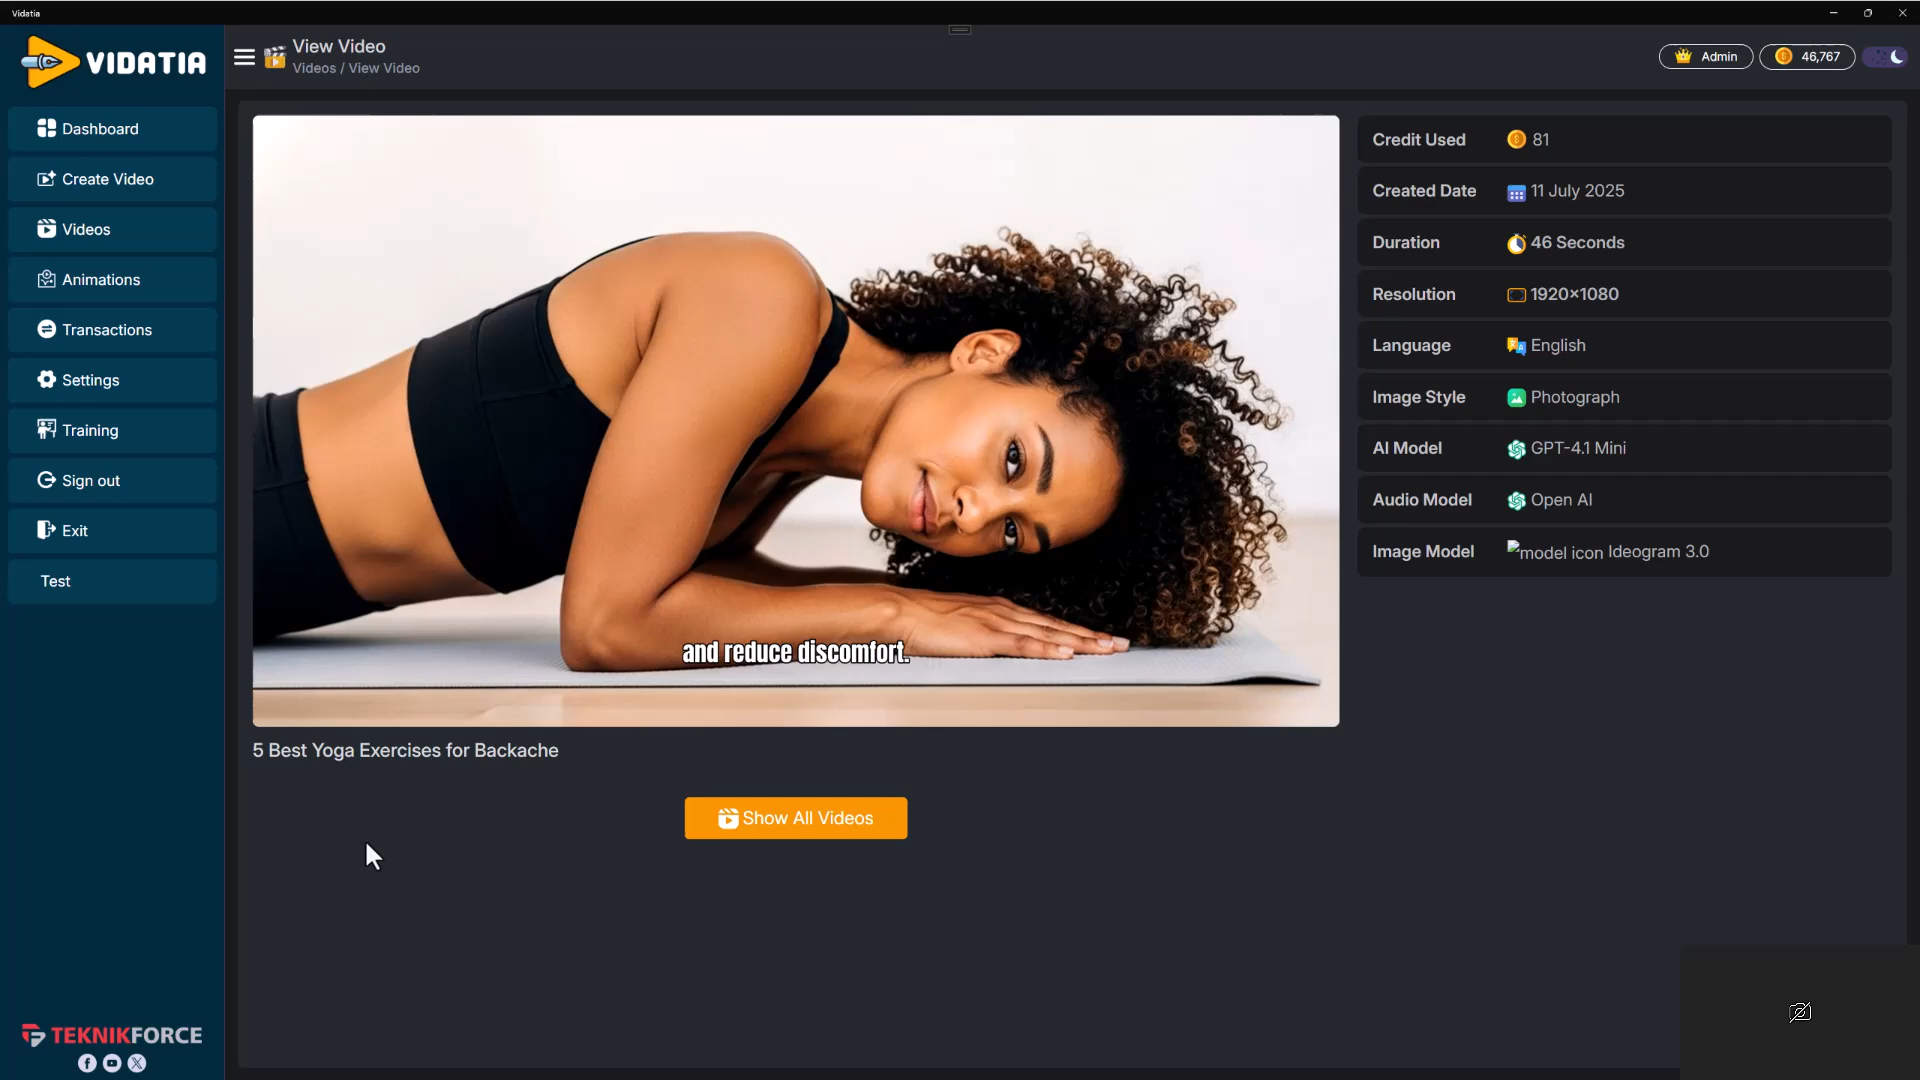 Vidatia
VIDATIA
View Video
Videos / View Video
Admin
46,767
Dashboard
Create Video
Videos
Animations
Transactions
Settings
Training
Sign out
Exit
Test
and reduce discomfort.
5 Best Yoga Exercises for Backache
Show All Videos
Credit Used 81
Created Date 11 July 2025
Duration 46 Seconds
Resolution 1920×1080
Language English
Image Style Photograph
AI Model GPT-4.1 Mini
Audio Model Open AI
Image Model model icon Ideogram 3.0
TEKNIKFORCE